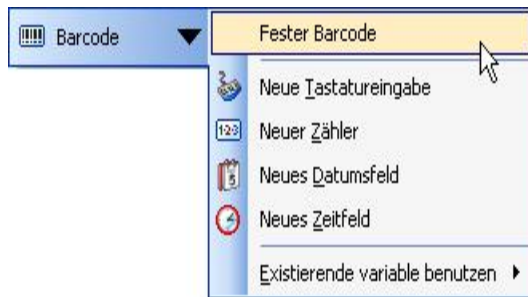 Barcode
Fester Barcode
Neue Tastatureingabe
Neuer Zähler
Neues Datumsfeld
Neues Zeitfeld
Existierende variable benutzen